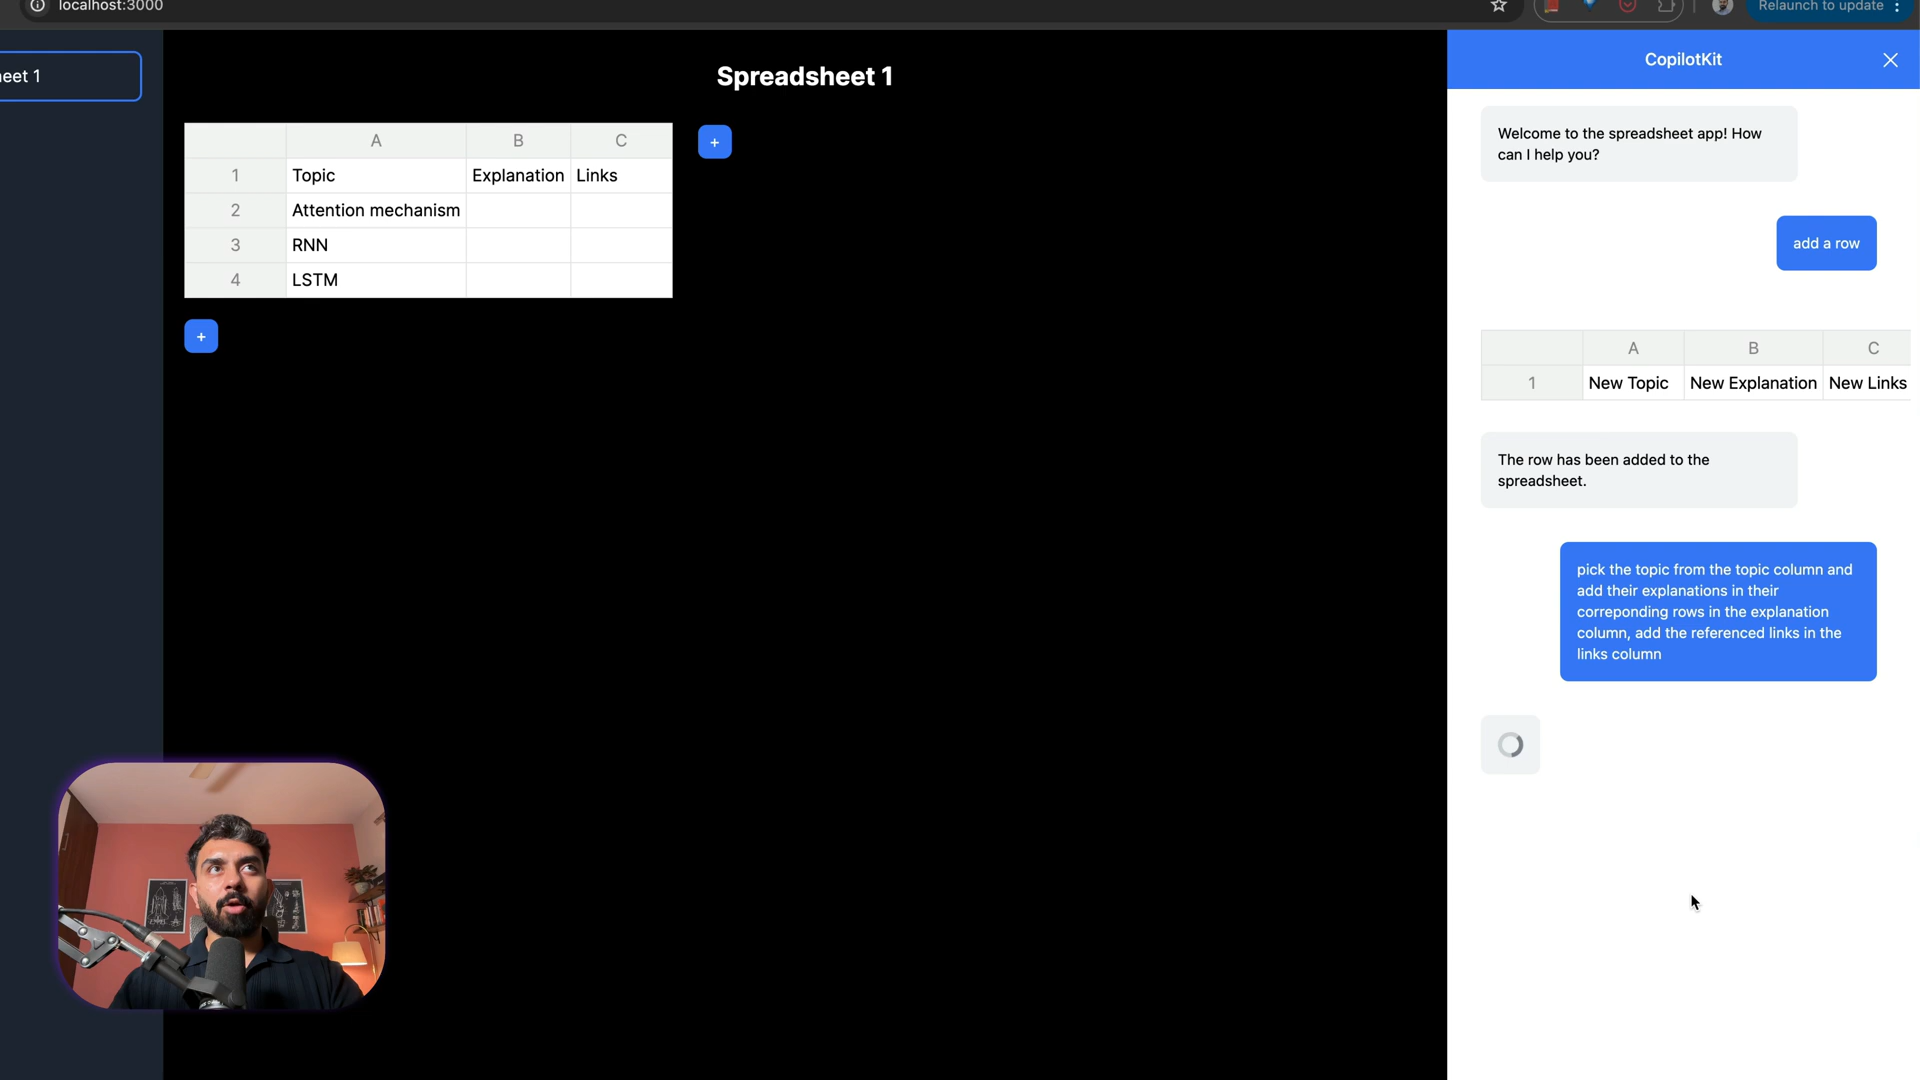 localhost:3000
Relaunch to update
eet 1
Spreadsheet 1
A B C
1 Topic Explanation Links
2 Attention mechanism
3 RNN
4 LSTM
+
+
CopilotKit
Welcome to the spreadsheet app! How
can I help you?
add a row
A B C
1 New Topic New Explanation New Links
The row has been added to the
spreadsheet.
pick the topic from the topic column and
add their explanations in their
correponding rows in the explanation
column, add the referenced links in the
links column